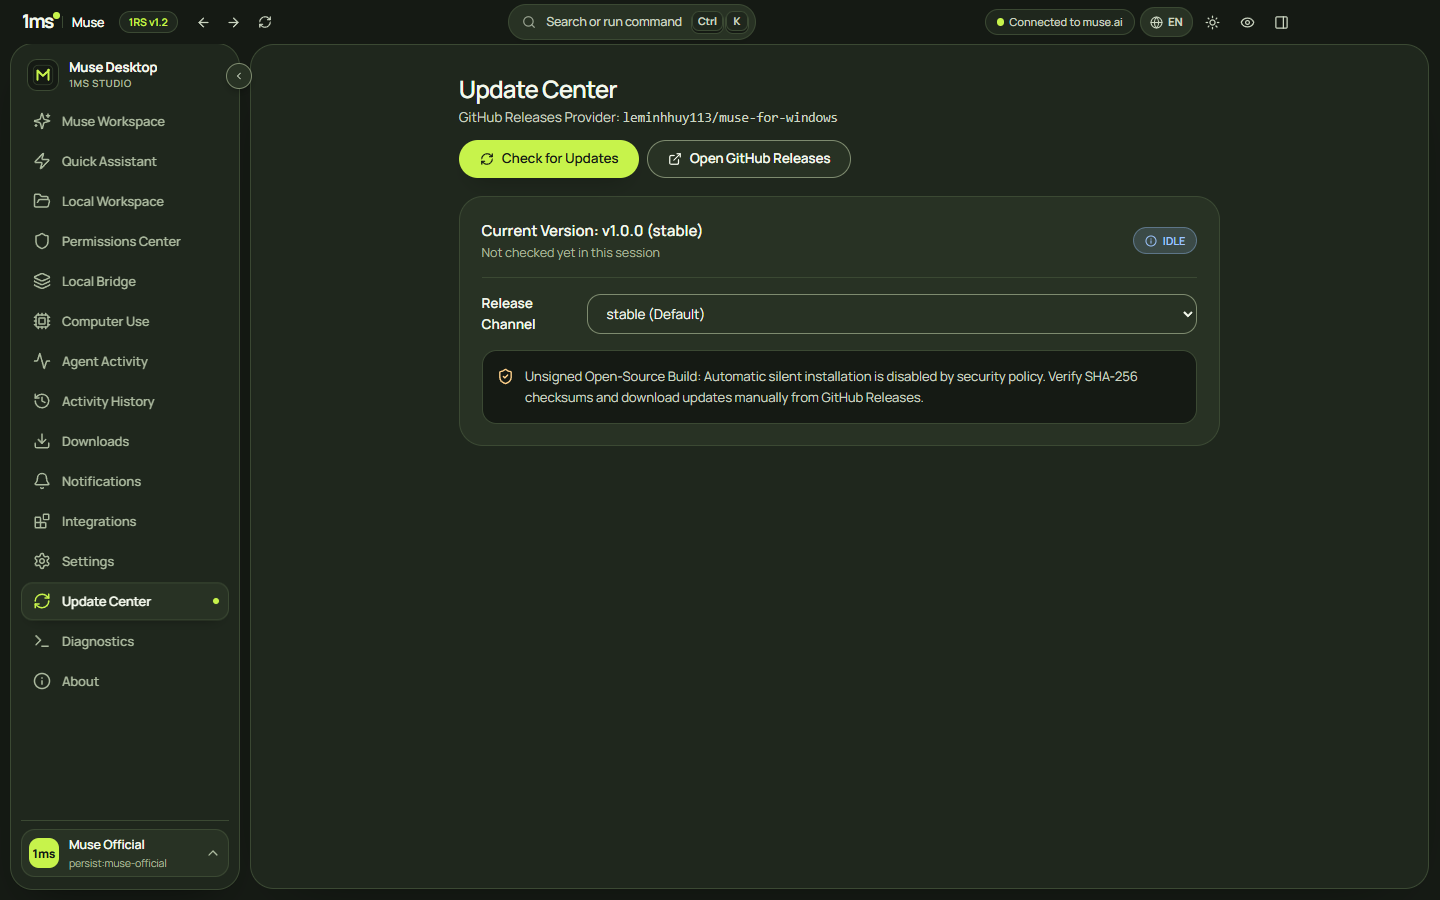 1ms Muse 1RS v1.2 Search or run command Ctrl K Connected to muse.ai EN
Muse Desktop
1MS STUDIO
Muse Workspace
Quick Assistant
Local Workspace
Permissions Center
Local Bridge
Computer Use
Agent Activity
Activity History
Downloads
Notifications
Integrations
Settings
Update Center
Diagnostics
About
1ms
Muse Official
persist:muse-official
Update Center
GitHub Releases Provider: leminhhuy113/muse-for-windows
Check for Updates Open GitHub Releases
Current Version: v1.0.0 (stable)
Not checked yet in this session
IDLE
Release
Channel
stable (Default)
Unsigned Open-Source Build: Automatic silent installation is disabled by security policy. Verify SHA-256
checksums and download updates manually from GitHub Releases.